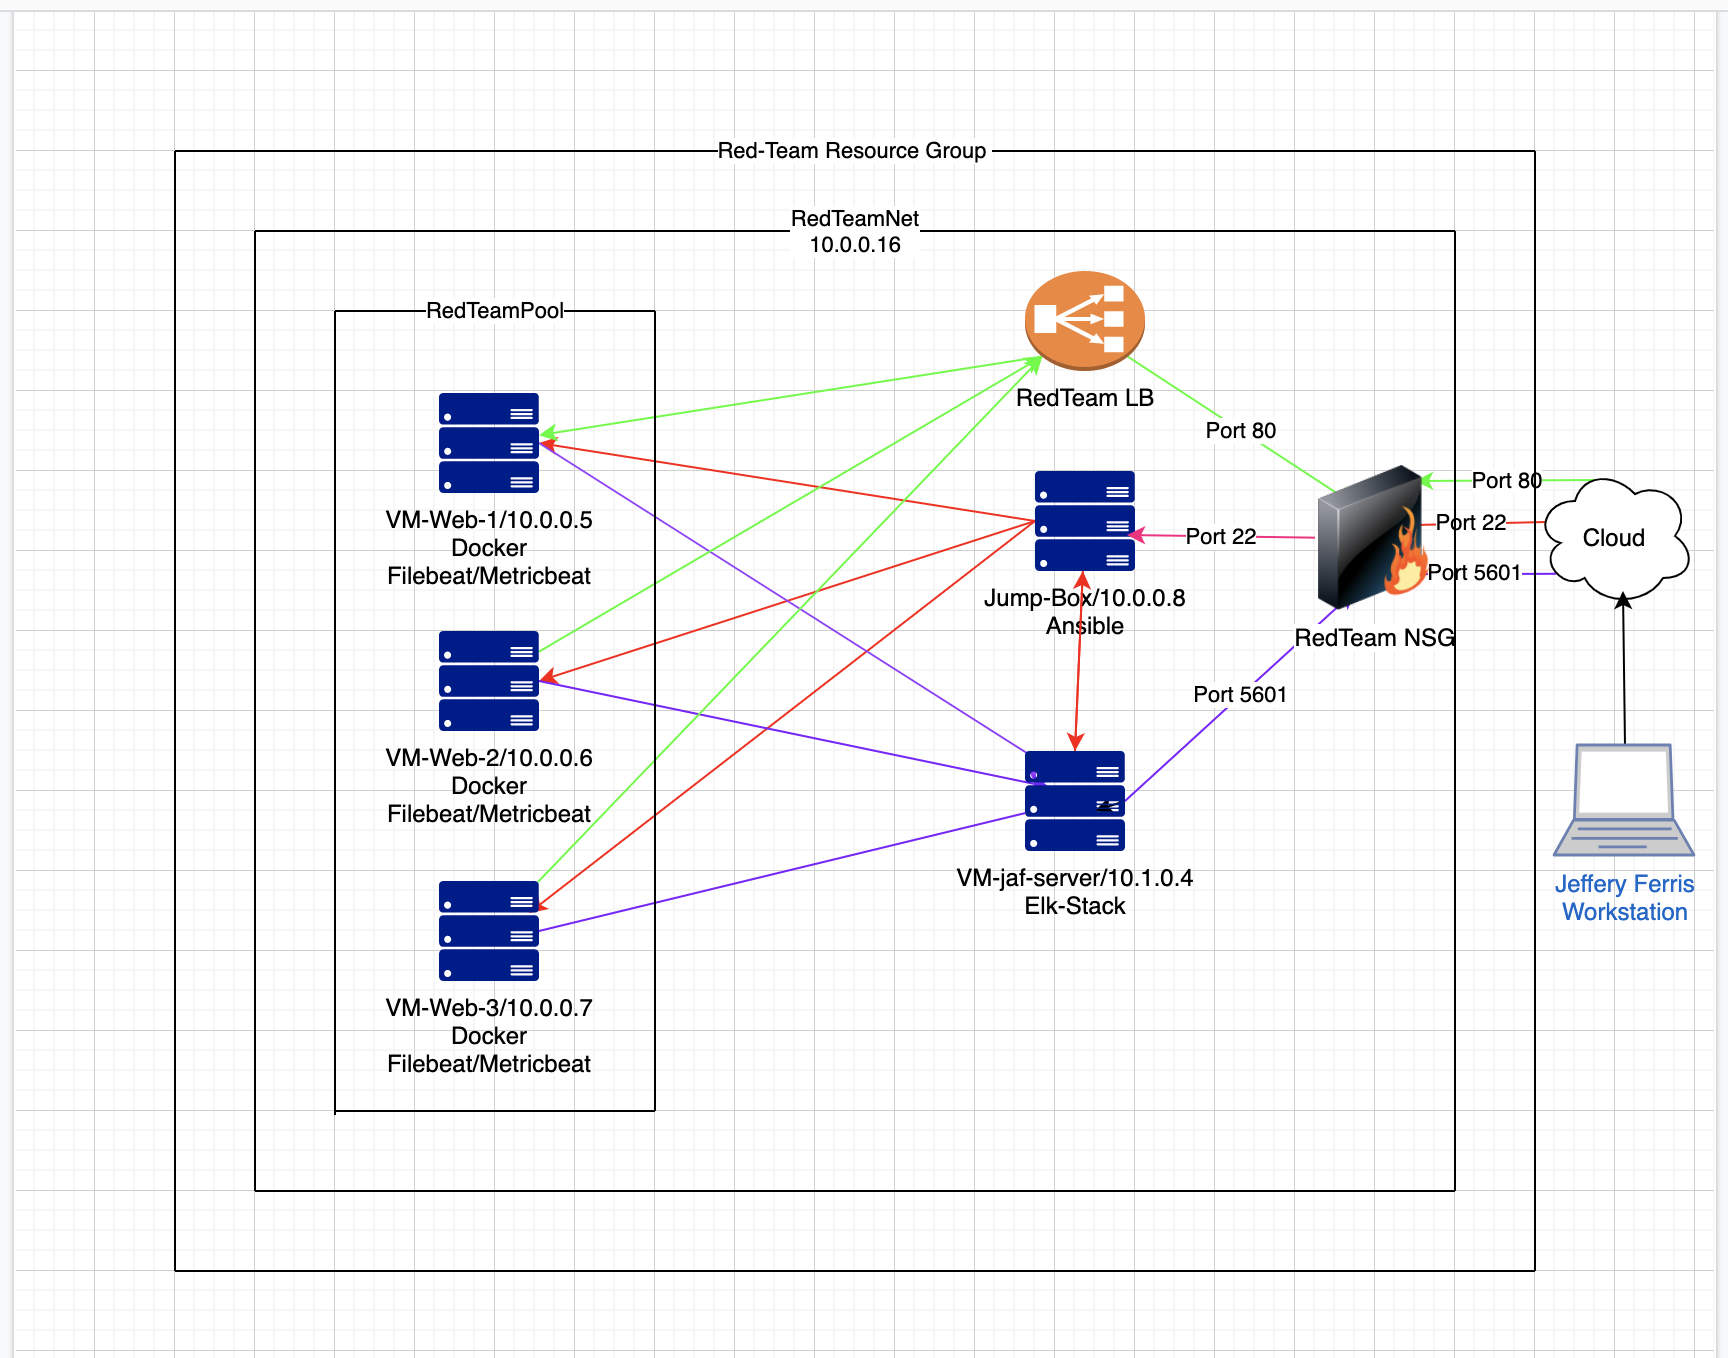 Red-Team Resource Group
RedTeamNet
10.0.0.16
RedTeamPool
RedTeam LB
Port 80
VM-Web-1/10.0.0.5
Docker
Filebeat/Metricbeat
Port 22
Jump-Box/10.0.0.8
Ansible
Port 80
Port 22
Port 5601
Cloud
RedTeam NSG
Port 5601
VM-Web-2/10.0.0.6
Docker
Filebeat/Metricbeat
VM-jaf-server/10.1.0.4
Elk-Stack
Jeffery Ferris
Workstation
VM-Web-3/10.0.0.7
Docker
Filebeat/Metricbeat